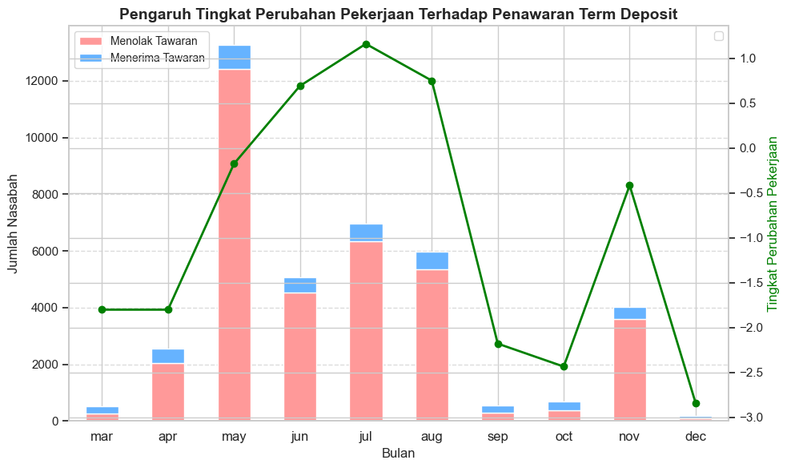 Pengaruh Tingkat Perubahan Pekerjaan Terhadap Penawaran Term Deposit
Menolak Tawaran
Menerima Tawaran
Jumlah Nasabah
12000
10000
8000
6000
4000
2000
0
1.0
0.5
0.0
−0.5
−1.0
−1.5
−2.0
−2.5
−3.0
Tingkat Perubahan Pekerjaan
mar apr may jun jul aug sep oct nov dec
Bulan